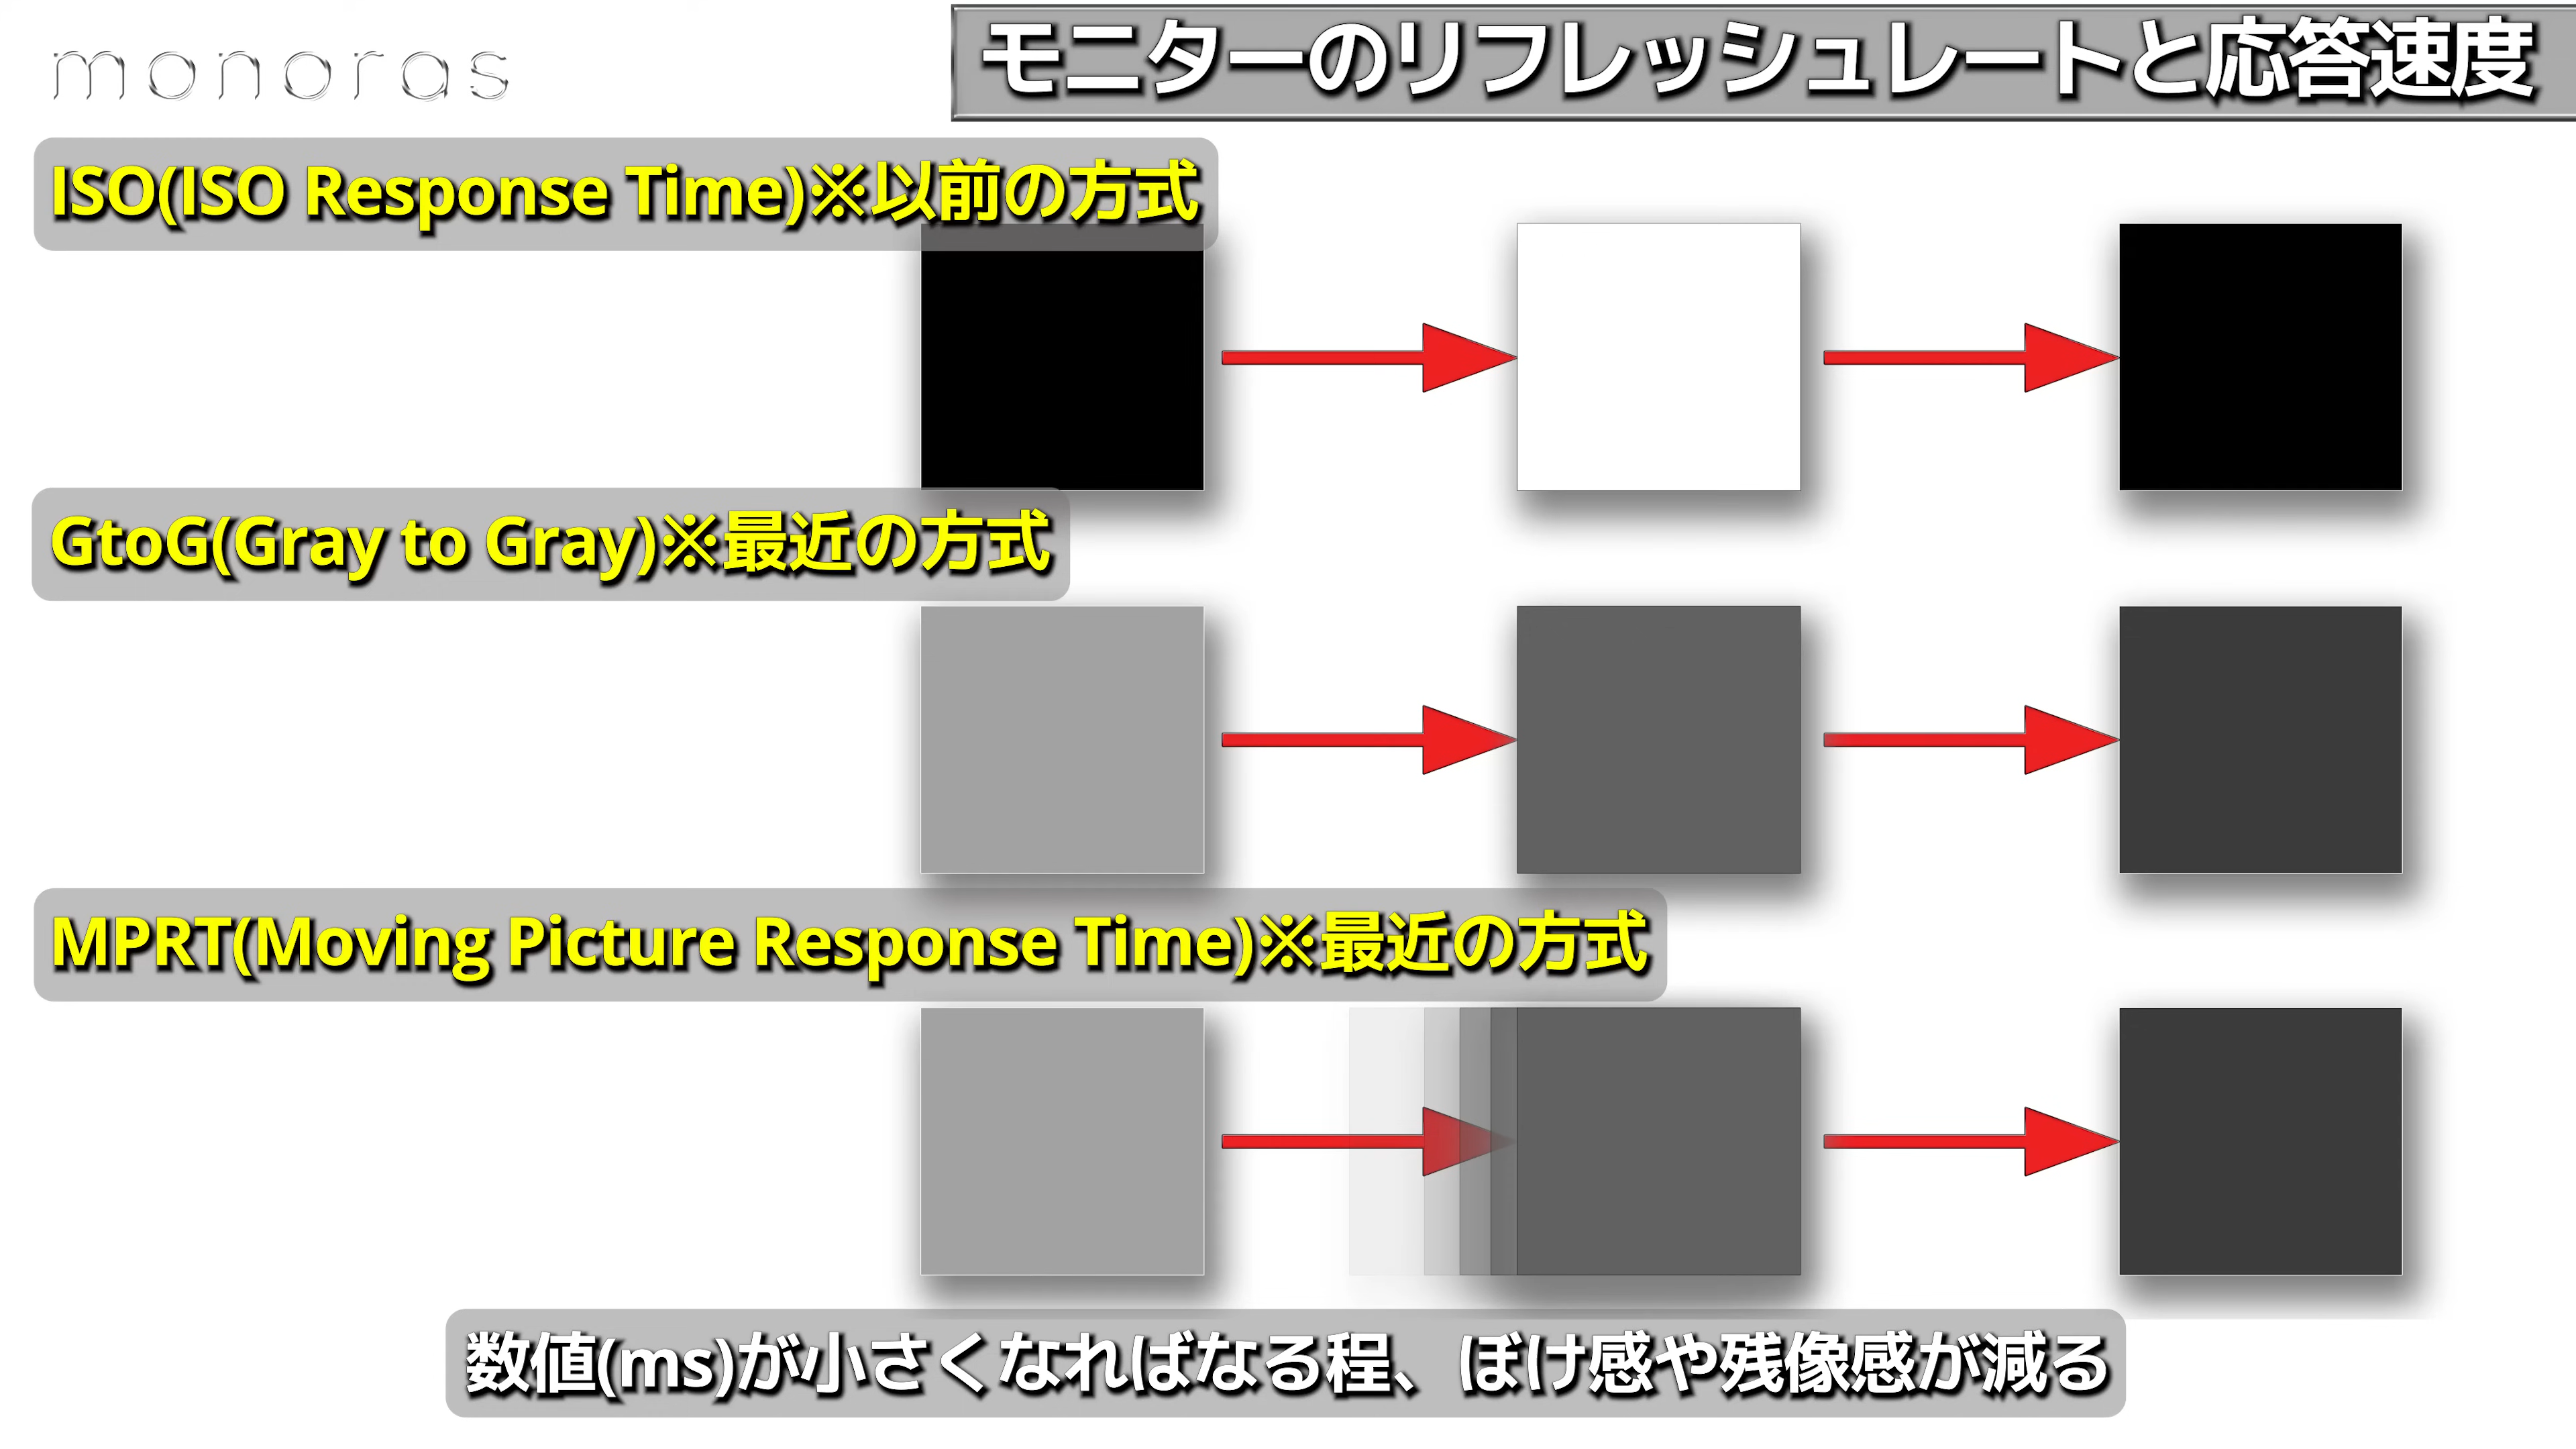 monoras
モニターのリフレッシュレートと応答速度
ISO(ISO Response Time)※以前の方式
GtoG(Gray to Gray)※最近の方式
MPRT(Moving Picture Response Time)※最近の方式
数値(ms)が小さくなればなる程、ぼけ感や残像感が減る